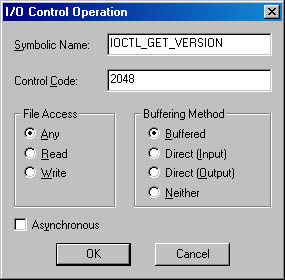 I/O Control Operation
Symbolic Name: IOCTL_GET_VERSION
Control Code: 2048
File Access
Any
Read
Write
Buffering Method
Buffered
Direct (Input)
Direct (Output)
Neither
Asynchronous
OK Cancel